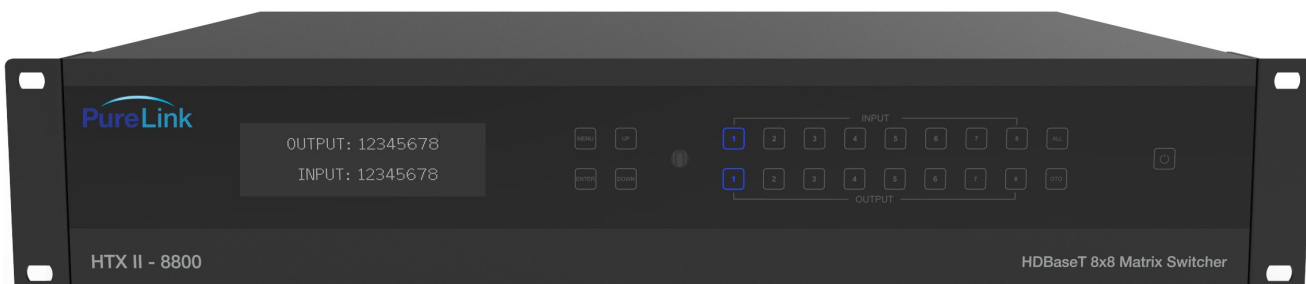 PureLink
OUTPUT: 12345678
INPUT: 12345678
MENU UP
ENTER DOWN
INPUT
1 2 3 4 5 6 7 8 ALL
1 2 3 4 5 6 7 8 OTO
OUTPUT
HTX II - 8800
HDBaseT 8x8 Matrix Switcher